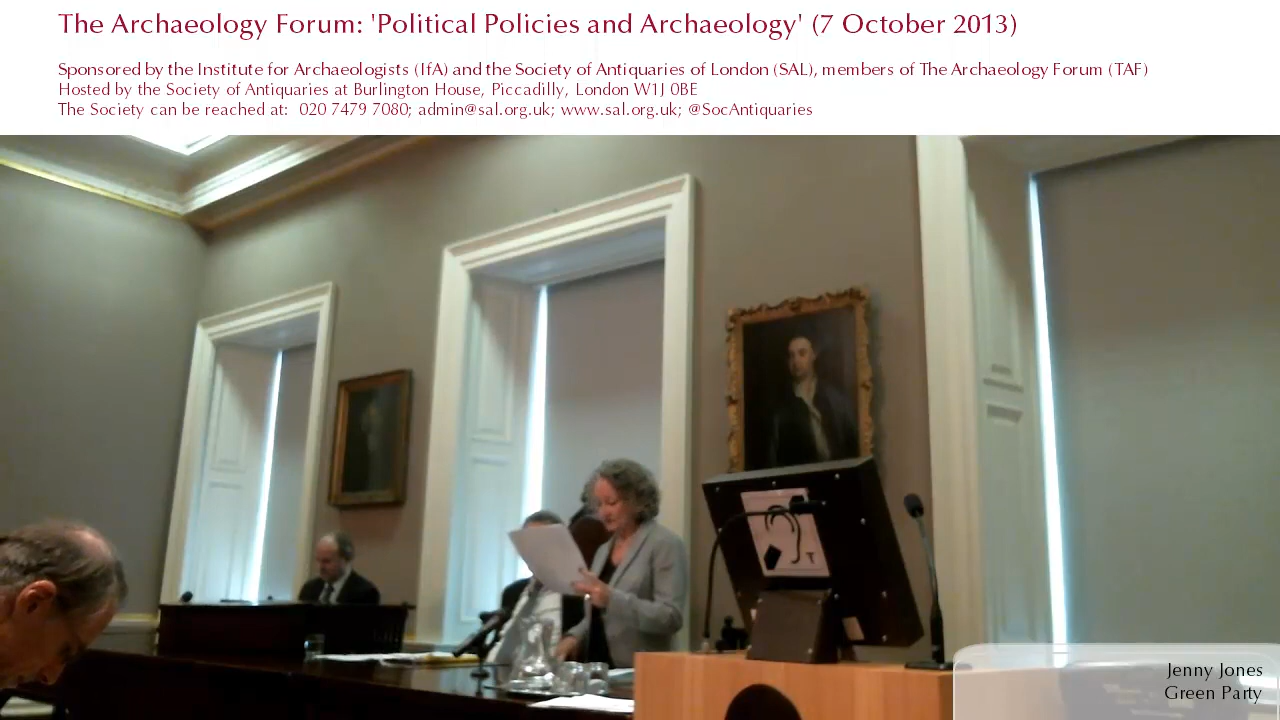 The Archaeology Forum: 'Political Policies and Archaeology' (7 October 2013)
Sponsored by the Institute for Archaeologists (IfA) and the Society of Antiquaries of London (SAL), members of The Archaeology Forum (TAF)
Hosted by the Society of Antiquaries at Burlington House, Piccadilly, London W1J 0BE
The Society can be reached at: 020 7479 7080; admin@sal.org.uk; www.sal.org.uk; @SocAntiquaries
T
Jenny Jones
Green Party